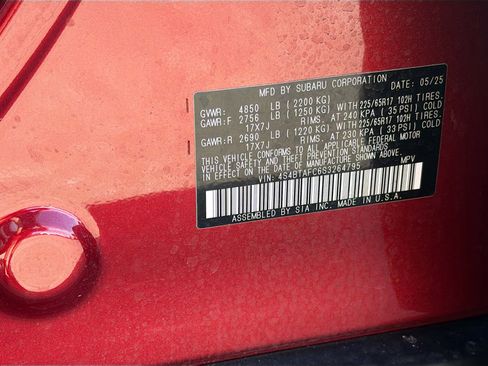 MFD BY SUBARU CORPORATION DATE 05/25
GVWR: 4850 LB (2200 KG)
GAWR:F 2756 LB (1250 KG) WITH 225/65R17 102H TIRES.
17X7J RIMS. AT 240 KPA ( 35 PSI) COLD
GAWR:R 2690 LB (1220 KG) WITH 225/65R17 102H TIRES.
17X7J RIMS AT 230 KPA ( 33 PSI) COLD
THIS VEHICLE CONFORMS TO ALL APPLICABLE FEDERAL MOTOR
VEHICLE SAFETY AND THEFT PREVENTION STANDARDS IN EFFECT
ON THE DATE OF MANUFACTURE SHOWN ABOVE.
VIN: 4S4BTAFC6S3264795 MPV
ASSEMBLED BY SIA INC. MADE IN U.S.A.